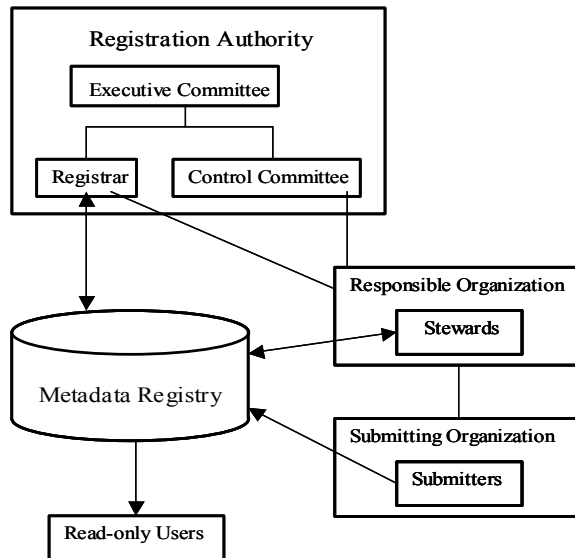 Registration Authority
Executive Committee
Registrar
Control Committee
Responsible Organization
Stewards
Metadata Registry
Submitting Organization
Submitters
Read-only Users